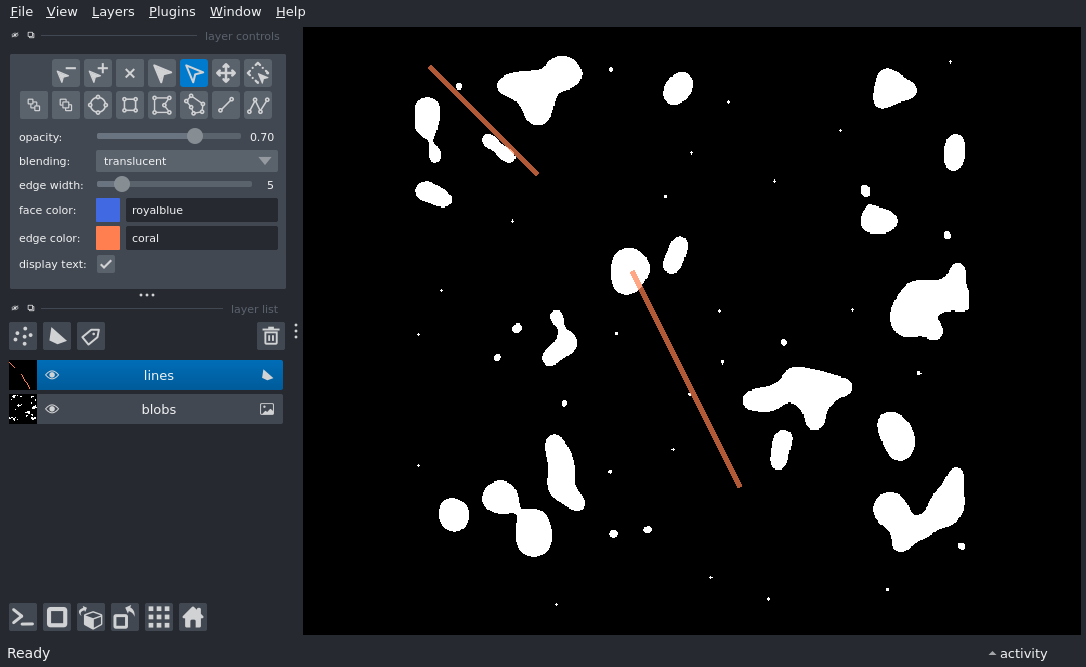 File View Layers Plugins Window Help
layer controls
opacity: 0.70
blending: translucent
edge width: 5
face color: royalblue
edge color: coral
display text:
layer list
lines
blobs
Ready
activity